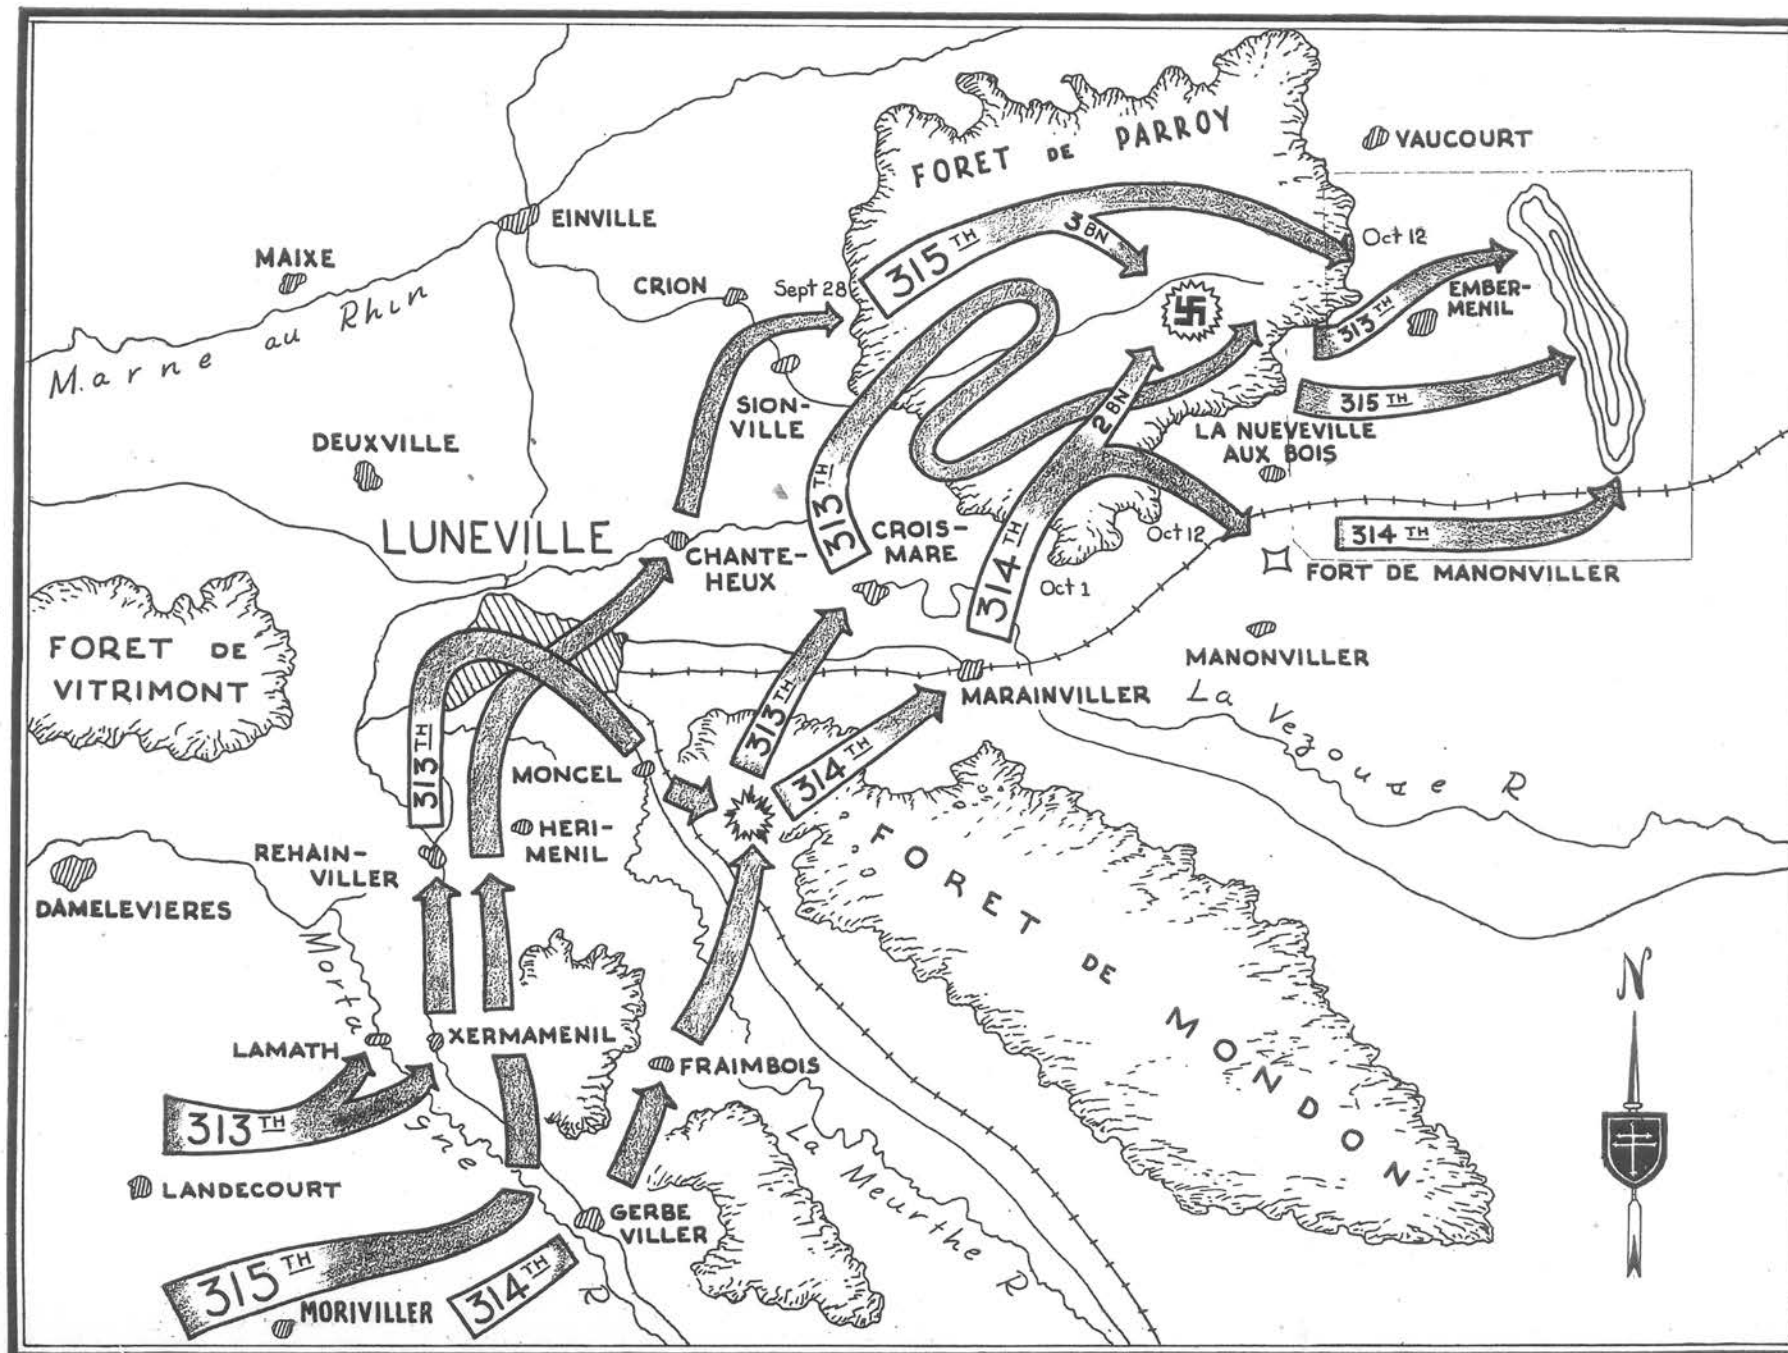 FORET DE PARROY
VAUCOURT
EINVILLE
MAIXE
Marne au Rhin
CRION
Sept 28
315TH
3 BN
Oct 12
EMBER-
MENIL
313TH
315TH
SION-
VILLE
DEUXVILLE
2 BN
LA NUEVEVILLE
AUX BOIS
LUNEVILLE
CHANTE-
HEUX
313TH
CROIS-
MARE
314TH
Oct 12
Oct 1
314TH
FORT DE MANONVILLER
FORET DE
VITRIMONT
MANONVILLER
MARAINVILLER
La Vezouse R
313TH
313TH
314TH
MONCEL
HERI-
MENIL
REHAIN-
VILLER
DAMELEVIERES
FORET DE MONDON
Mortagne R
N
LAMATH
XERMAMENIL
FRAIMBOIS
313TH
LANDECOURT
La Meurthe R
GERBE
VILLER
315TH
314TH
MORIVILLER